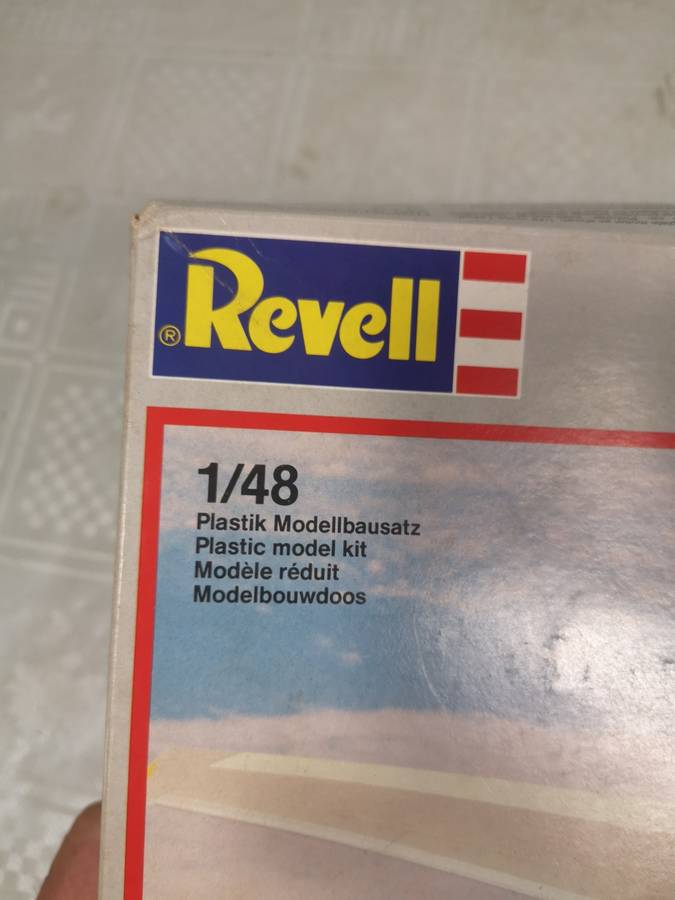 ® Revell
1/48
Plastik Modellbausatz
Plastic model kit
Modèle réduit
Modelbouwdoos